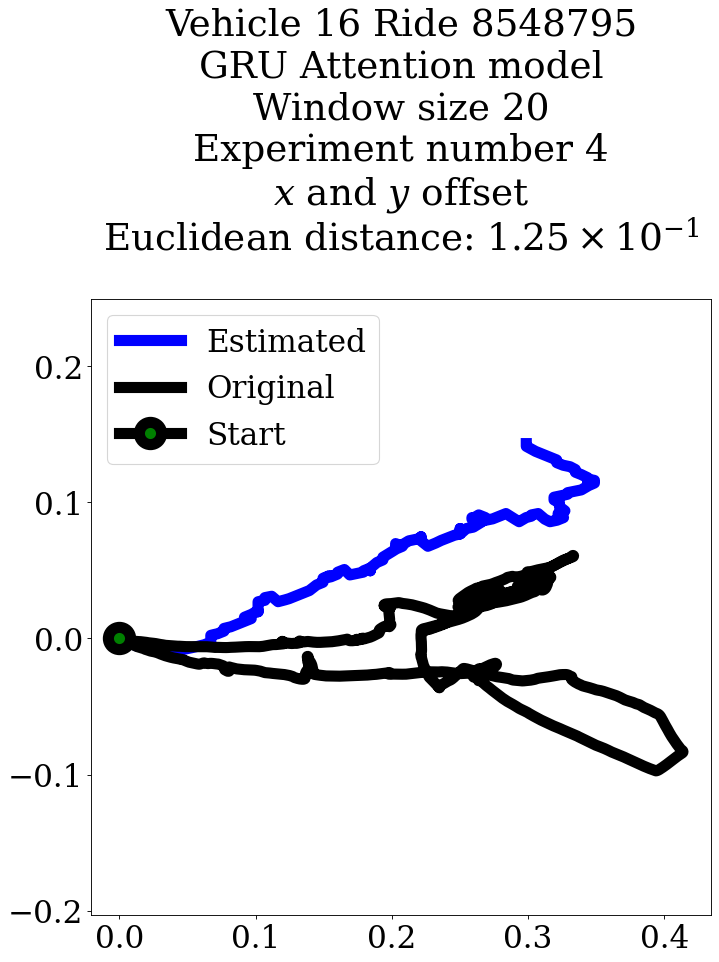 Vehicle 16 Ride 8548795
GRU Attention model
Window size 20
Experiment number 4
x and y offset
Euclidean distance: 1.25 × 10⁻¹
Estimated
Original
Start
0.2
0.1
0.0
−0.1
−0.2
0.0 0.1 0.2 0.3 0.4